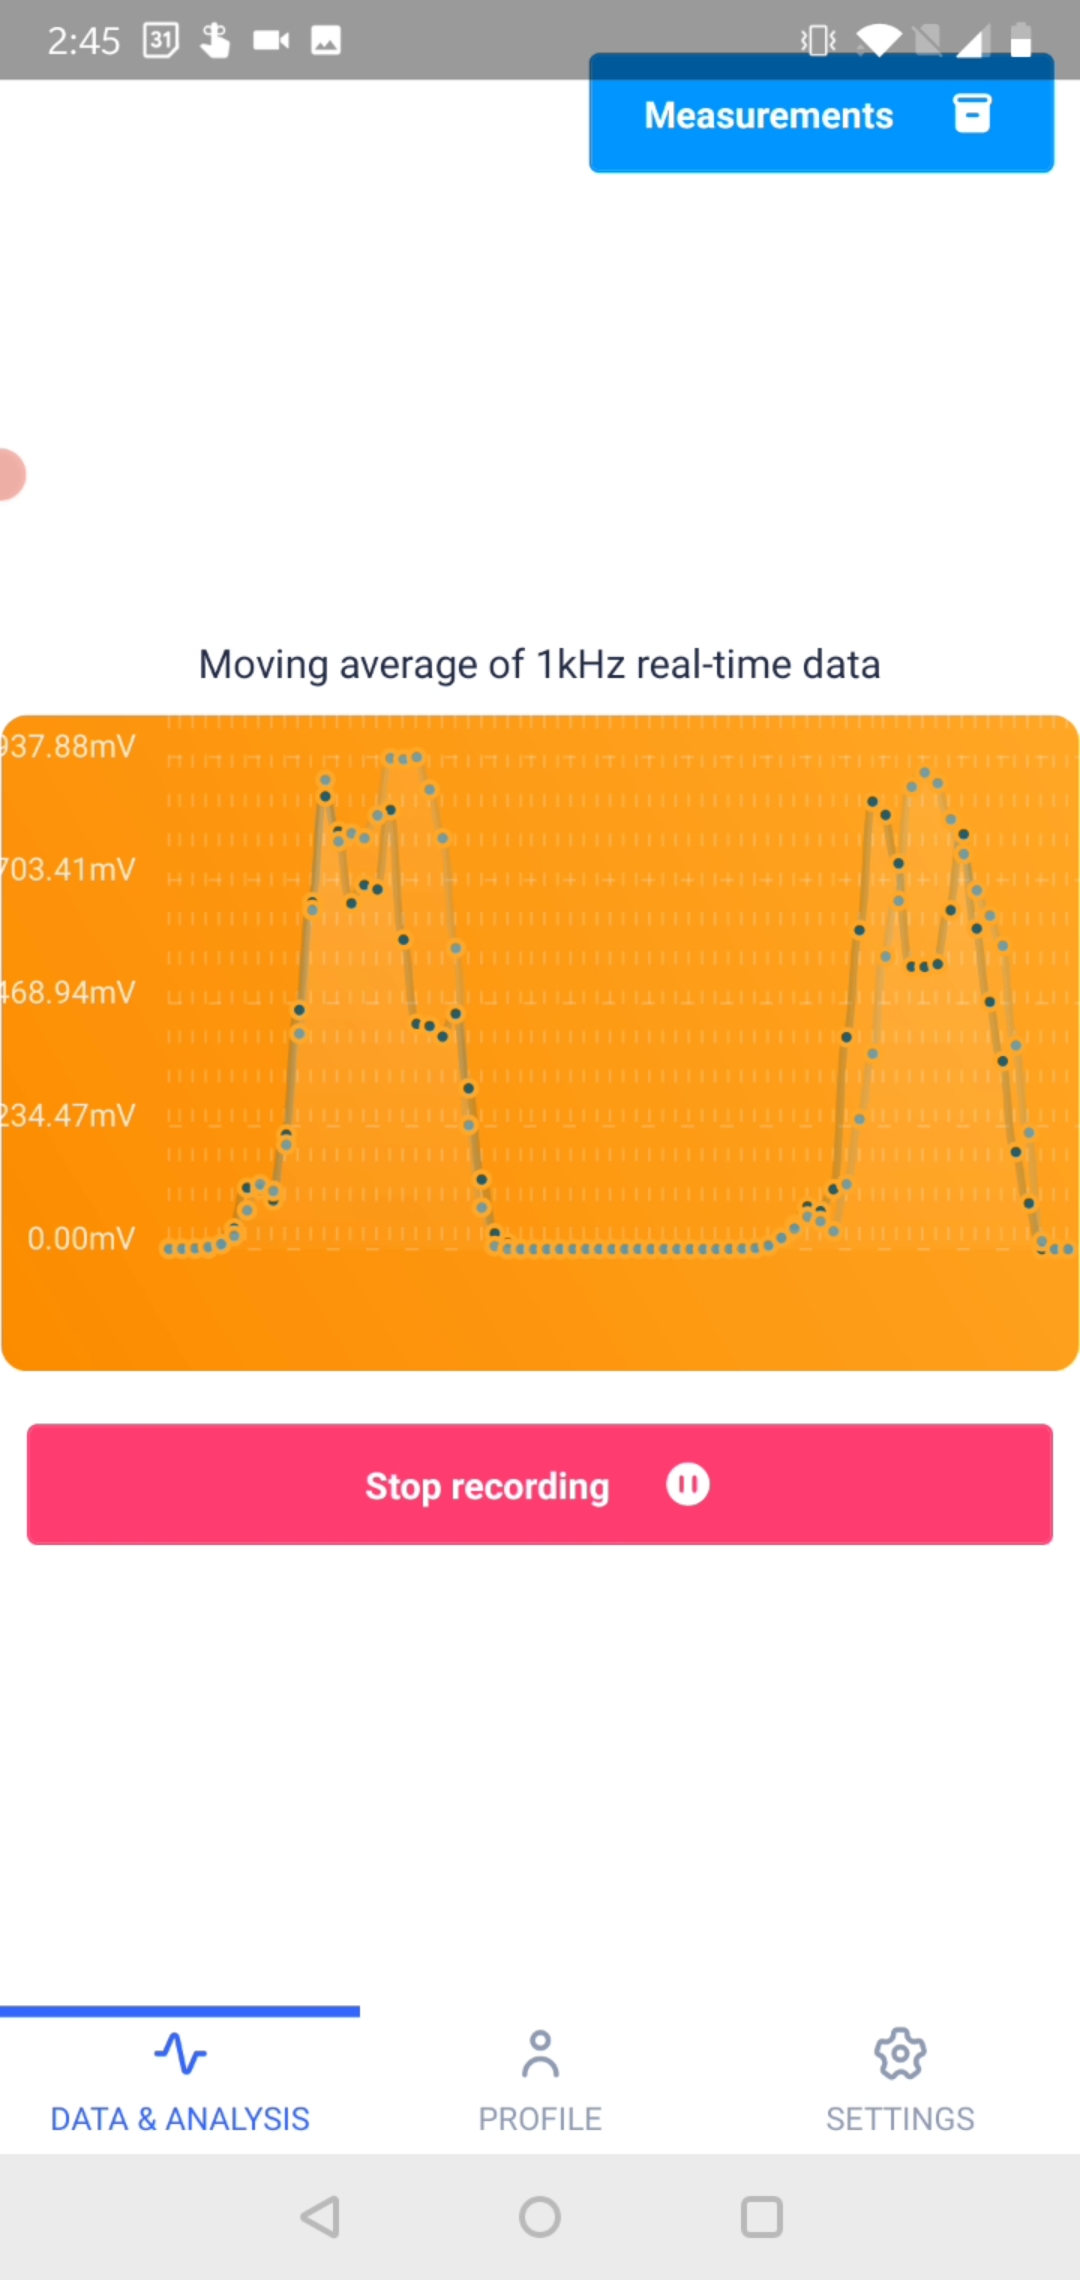 2:45
31
Measurements
Moving average of 1kHz real-time data
937.88mV
703.41mV
468.94mV
234.47mV
0.00mV
Stop recording
DATA & ANALYSIS
PROFILE
SETTINGS